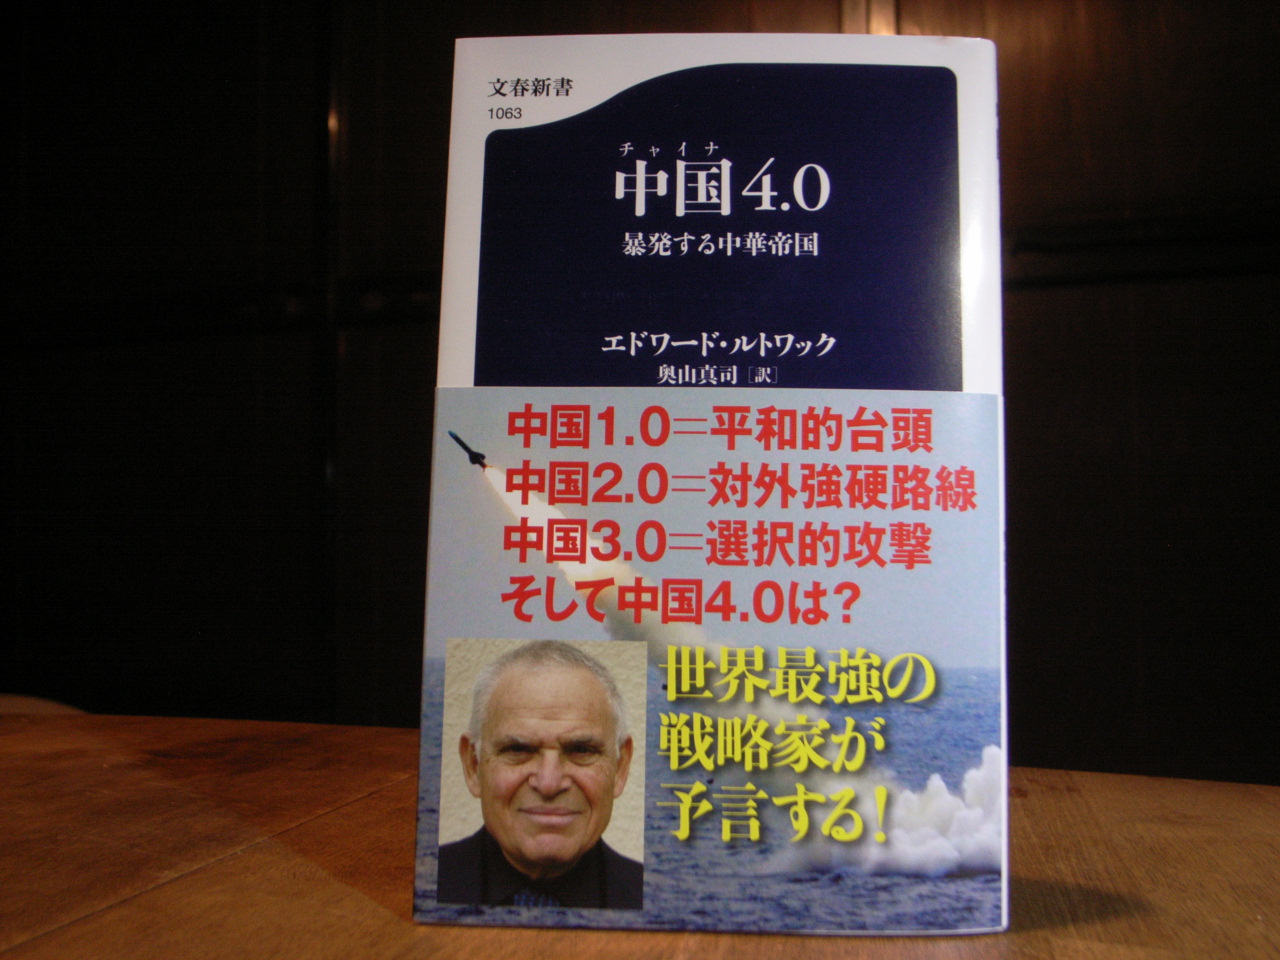 文春新書
1063
チャイナ
中国4.0
暴発する中華帝国
エドワード・ルトワック
奥山真司［訳］
中国1.0=平和的台頭
中国2.0=対外強硬路線
中国3.0=選択的攻撃
そして中国4.0は?
世界最強の
戦略家が
予言する!